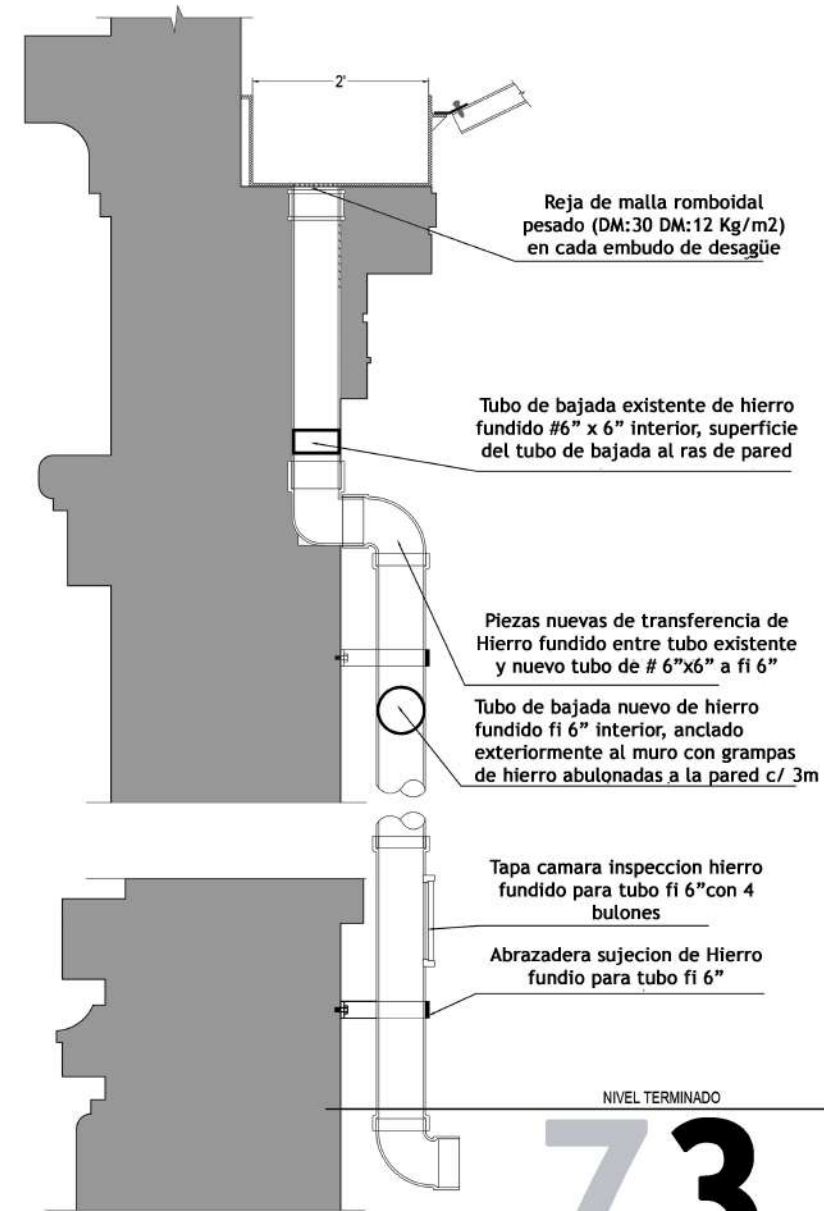 2'
Reja de malla romboidal
pesado (DM:30 DM:12 Kg/m2)
en cada embudo de desagüe
Tubo de bajada existente de hierro
fundido #6” x 6” interior, superficie
del tubo de bajada al ras de pared
Piezas nuevas de transferencia de
Hierro fundido entre tubo existente
y nuevo tubo de # 6”x6” a fi 6”
Tubo de bajada nuevo de hierro
fundido fi 6” interior, anclado
exteriormente al muro con grampas
de hierro abulonadas a la pared c/ 3m
Tapa camara inspeccion hierro
fundido para tubo fi 6”con 4
bulones
Abrazadera sujecion de Hierro
fundio para tubo fi 6”
NIVEL TERMINADO
73